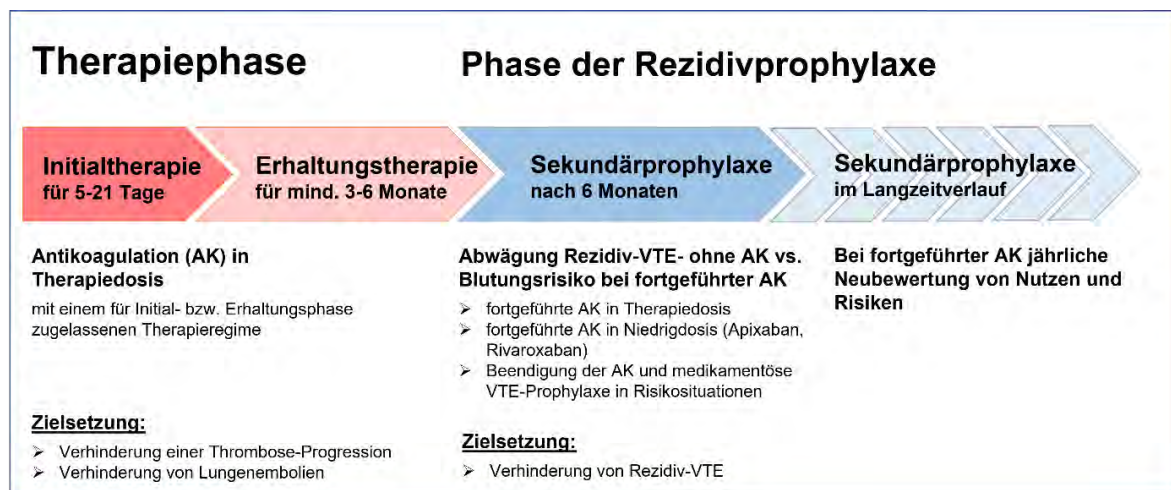 Therapiephase
Phase der Rezidivprophylaxe
Initialtherapie
für 5-21 Tage
Erhaltungstherapie
für mind. 3-6 Monate
Sekundärprophylaxe
nach 6 Monaten
Sekundärprophylaxe
im Langzeitverlauf
Antikoagulation (AK) in
Therapiedosis
mit einem für Initial- bzw. Erhaltungsphase
zugelassenen Therapieregime
Zielsetzung:
➢ Verhinderung einer Thrombose-Progression
➢ Verhinderung von Lungenembolien
Abwägung Rezidiv-VTE- ohne AK vs.
Blutungsrisiko bei fortgeführter AK
➢ fortgeführte AK in Therapiedosis
➢ fortgeführte AK in Niedrigdosis (Apixaban,
Rivaroxaban)
➢ Beendigung der AK und medikamentöse
VTE-Prophylaxe in Risikosituationen
Zielsetzung:
➢ Verhinderung von Rezidiv-VTE
Bei fortgeführter AK jährliche
Neubewertung von Nutzen und
Risiken